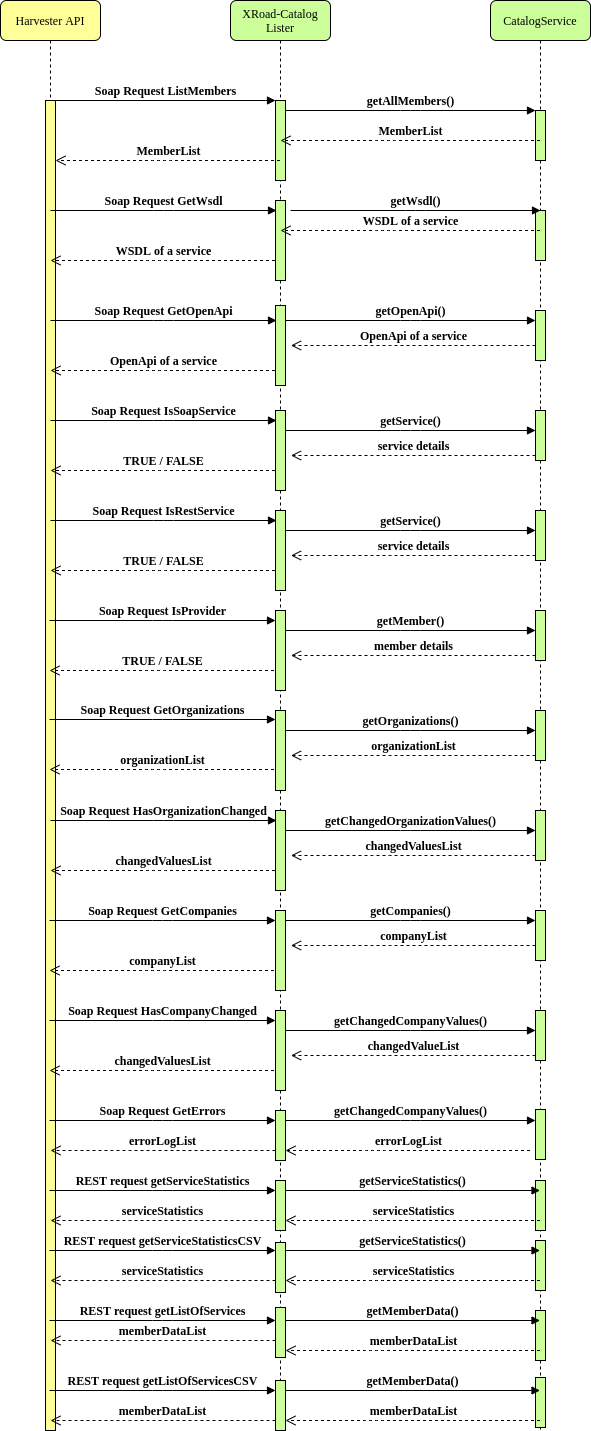 Harvester API
XRoad-Catalog
Lister
CatalogService
Soap Request ListMembers
getAllMembers()
MemberList
MemberList
Soap Request GetWsdl
getWsdl()
WSDL of a service
WSDL of a service
Soap Request GetOpenApi
getOpenApi()
OpenApi of a service
OpenApi of a service
Soap Request IsSoapService
getService()
service details
TRUE / FALSE
Soap Request IsRestService
getService()
service details
TRUE / FALSE
Soap Request IsProvider
getMember()
member details
TRUE / FALSE
Soap Request GetOrganizations
getOrganizations()
organizationList
organizationList
Soap Request HasOrganizationChanged
getChangedOrganizationValues()
changedValuesList
changedValuesList
Soap Request GetCompanies
getCompanies()
companyList
companyList
Soap Request HasCompanyChanged
getChangedCompanyValues()
changedValueList
changedValuesList
Soap Request GetErrors
getChangedCompanyValues()
errorLogList
errorLogList
REST request getServiceStatistics
getServiceStatistics()
serviceStatistics
serviceStatistics
REST request getServiceStatisticsCSV
getServiceStatistics()
serviceStatistics
serviceStatistics
REST request getListOfServices
getMemberData()
memberDataList
memberDataList
REST request getListOfServicesCSV
getMemberData()
memberDataList
memberDataList